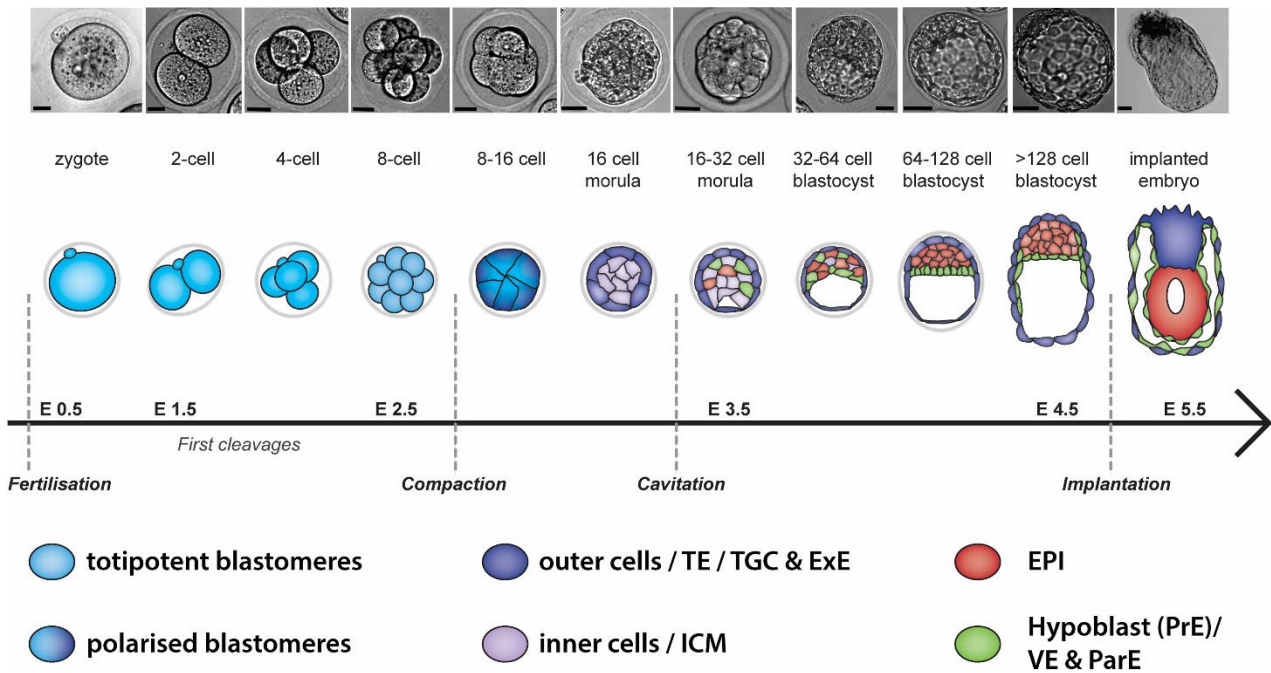 zygote
2-cell
4-cell
8-cell
8-16 cell
16 cell
morula
16-32 cell
morula
32-64 cell
blastocyst
64-128 cell
blastocyst
>128 cell
blastocyst
implanted
embryo
E 0.5
E 1.5
E 2.5
E 3.5
E 4.5
E 5.5
First cleavages
Fertilisation
Compaction
Cavitation
Implantation
totipotent blastomeres
outer cells / TE / TGC & ExE
EPI
polarised blastomeres
inner cells / ICM
Hypoblast (PrE)/
VE & ParE